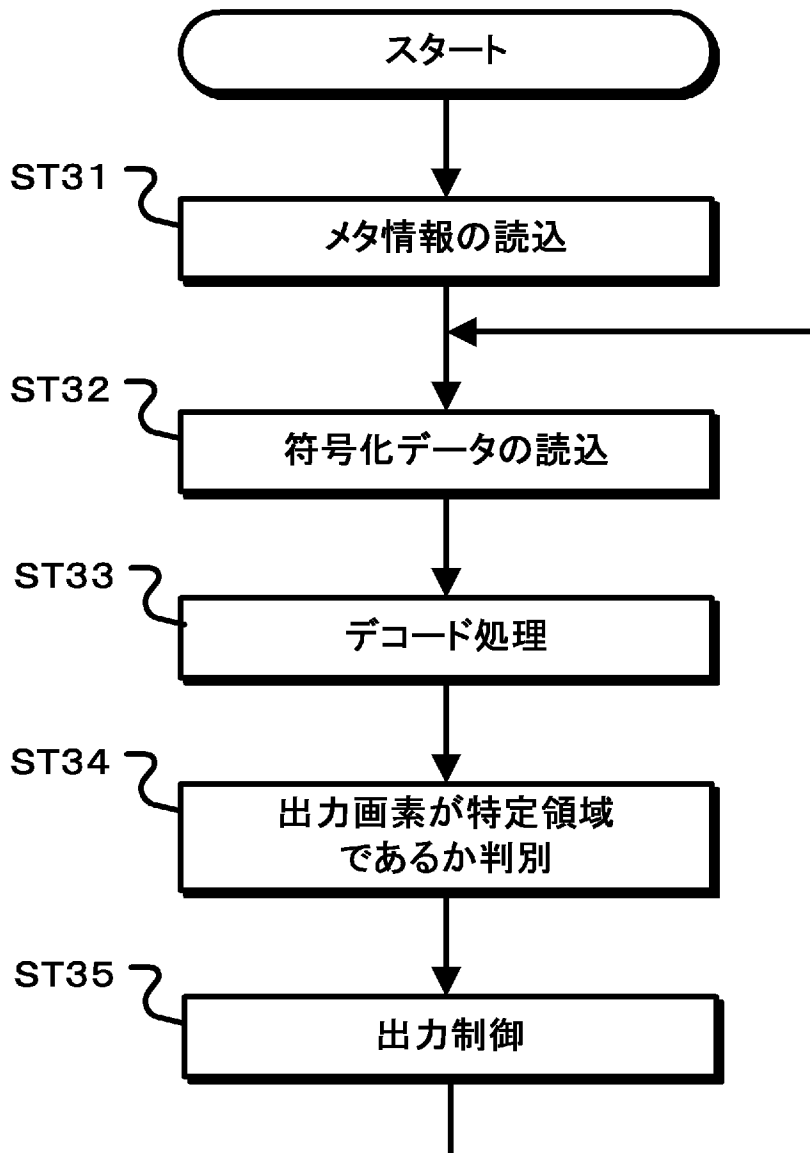 スタート
ST31
メタ情報の読込
ST32
符号化データの読込
ST33
デコード処理
ST34
出力画素が特定領域
であるか判別
ST35
出力制御